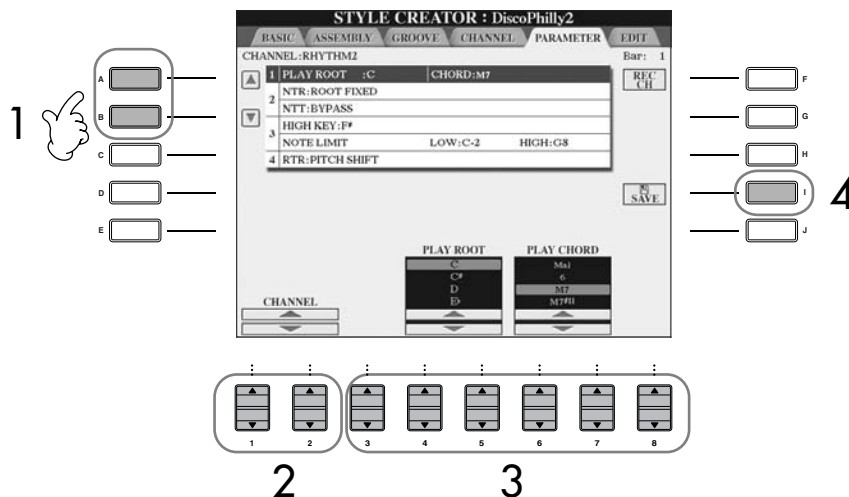 STYLE CREATOR : DiscoPhilly2
BASIC ASSEMBLY GROOVE CHANNEL PARAMETER EDIT
CHANNEL:RHYTHM2 Bar: 1
1 PLAY ROOT :C CHORD:M7 REC CH
2 NTR:ROOT FIXED
NTT:BYPASS
3 HIGH KEY:F#
NOTE LIMIT LOW:C-2 HIGH:G8
4 RTR:PITCH SHIFT
SAVE
PLAY ROOT PLAY CHORD
C Maj
C# 6
D M7
E♭ M7#11
CHANNEL
A
B
C
D
E
F
G
H
I
J
1
4
1 2 3 4 5 6 7 8
2 3